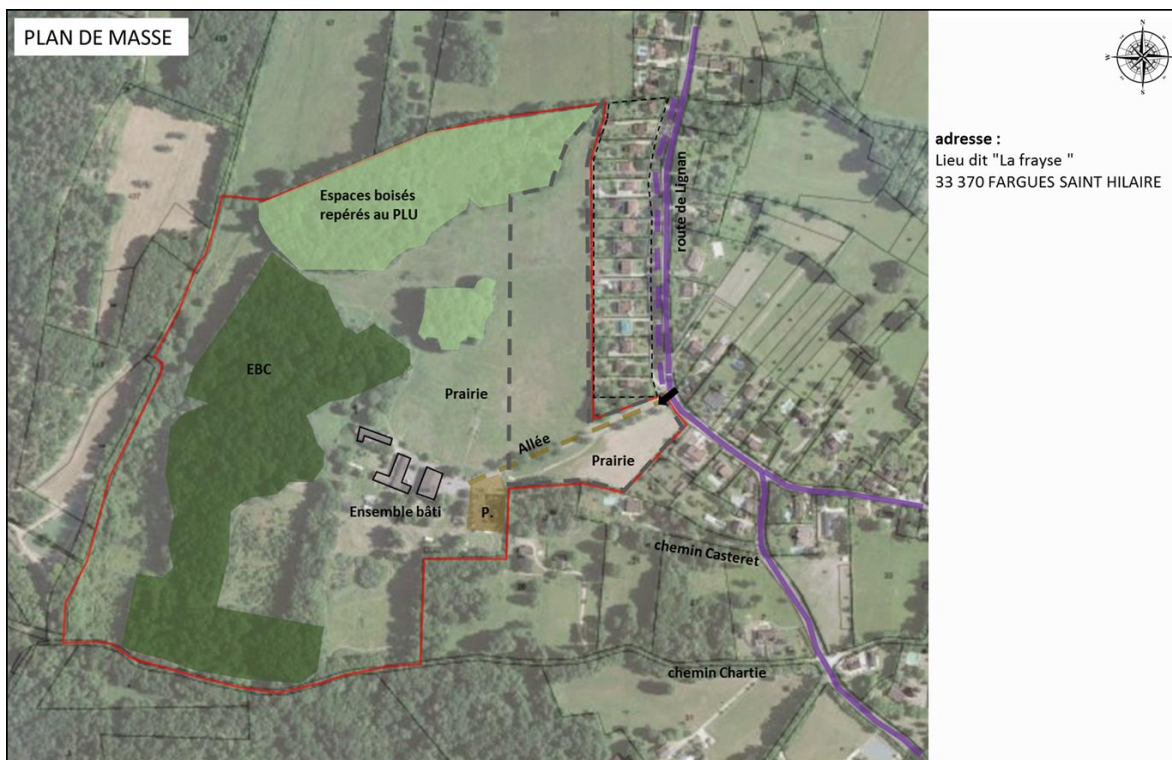 PLAN DE MASSE
adresse :
Lieu dit "La frayse "
33 370 FARGUES SAINT HILAIRE
N
Espaces boisés
repérés au PLU
route de Lignan
EBC
Prairie
Allée
Prairie
Ensemble bâti
P.
chemin Casteret
chemin Chartie